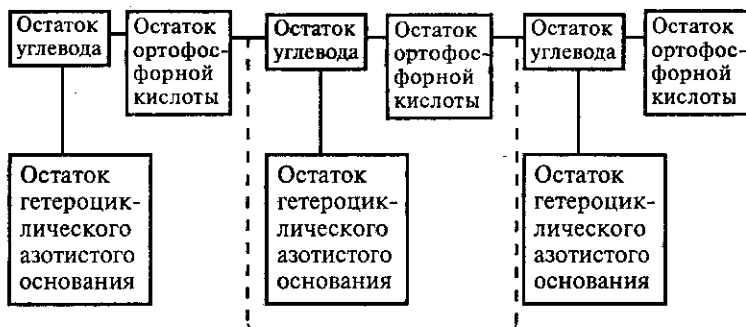 Остаток
углевода
Остаток
ортофос-
форной
кислоты
Остаток
углевода
Остаток
ортофос-
форной
кислоты
Остаток
углевода
Остаток
ортофос-
форной
кислоты
Остаток
гетероцик-
лического
азотистого
основания
Остаток
гетероцик-
лического
азотистого
основания
Остаток
гетероцик-
лического
азотистого
основания